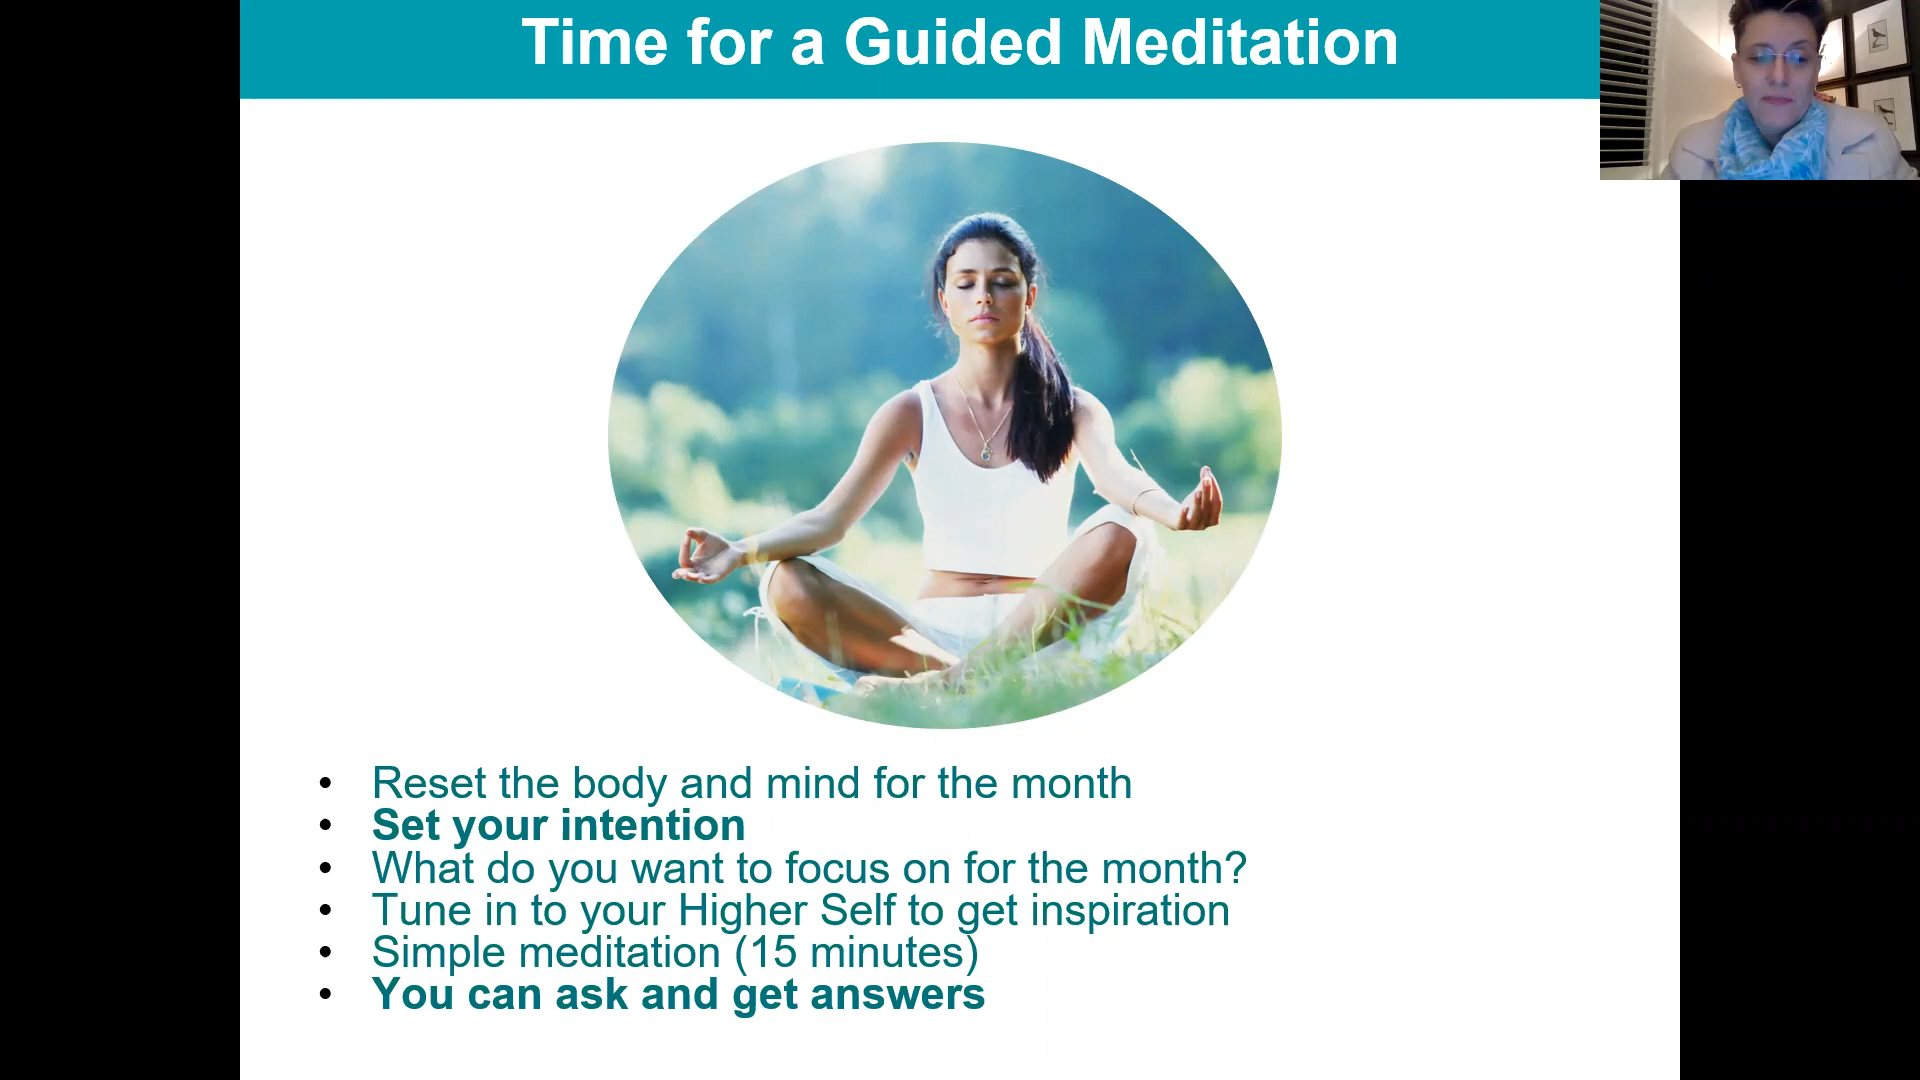 Time for a Guided Meditation
• Reset the body and mind for the month
• Set your intention
• What do you want to focus on for the month?
• Tune in to your Higher Self to get inspiration
• Simple meditation (15 minutes)
• You can ask and get answers